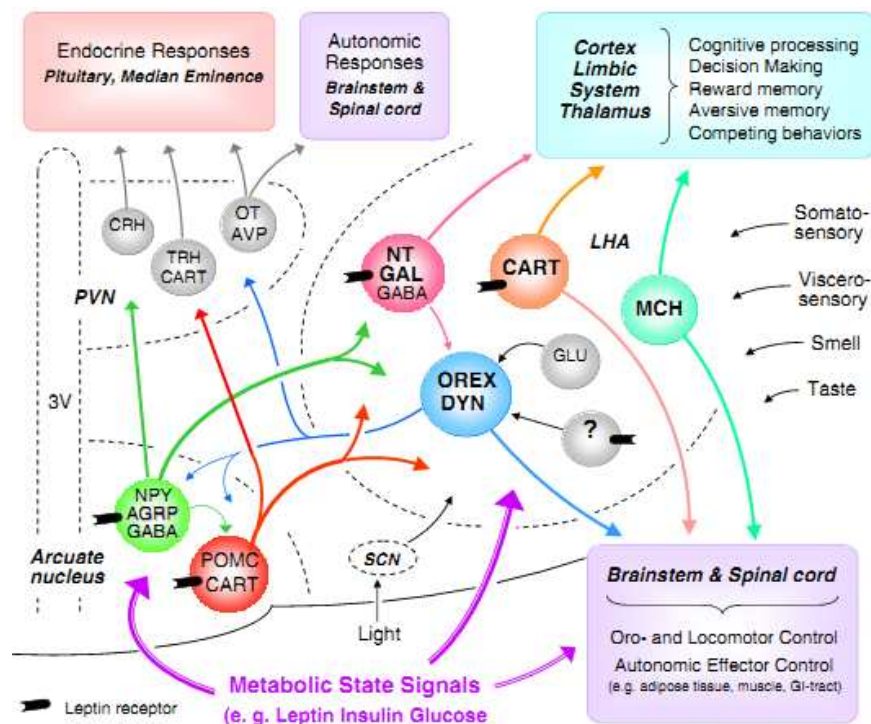 Endocrine Responses
Pituitary, Median Eminence
Autonomic
Responses
Brainstem &
Spinal cord
Cortex
Limbic
System
Thalamus
Cognitive processing
Decision Making
Reward memory
Aversive memory
Competing behaviors
CRH
TRH
CART
OT
AVP
PVN
NT
GAL
GABA
CART
LHA
MCH
Somato-
sensory
Viscero-
sensory
Smell
Taste
GLU
OREX
DYN
?
3V
NPY
AGRP
GABA
POMC
CART
Arcuate
nucleus
SCN
Light
Brainstem & Spinal cord
Oro- and Locomotor Control
Autonomic Effector Control
(e.g. adipose tissue, muscle, GI-tract)
Metabolic State Signals
(e. g. Leptin Insulin Glucose
Leptin receptor